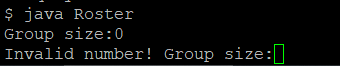 $ java Roster
Group size:0
Invalid number! Group size: